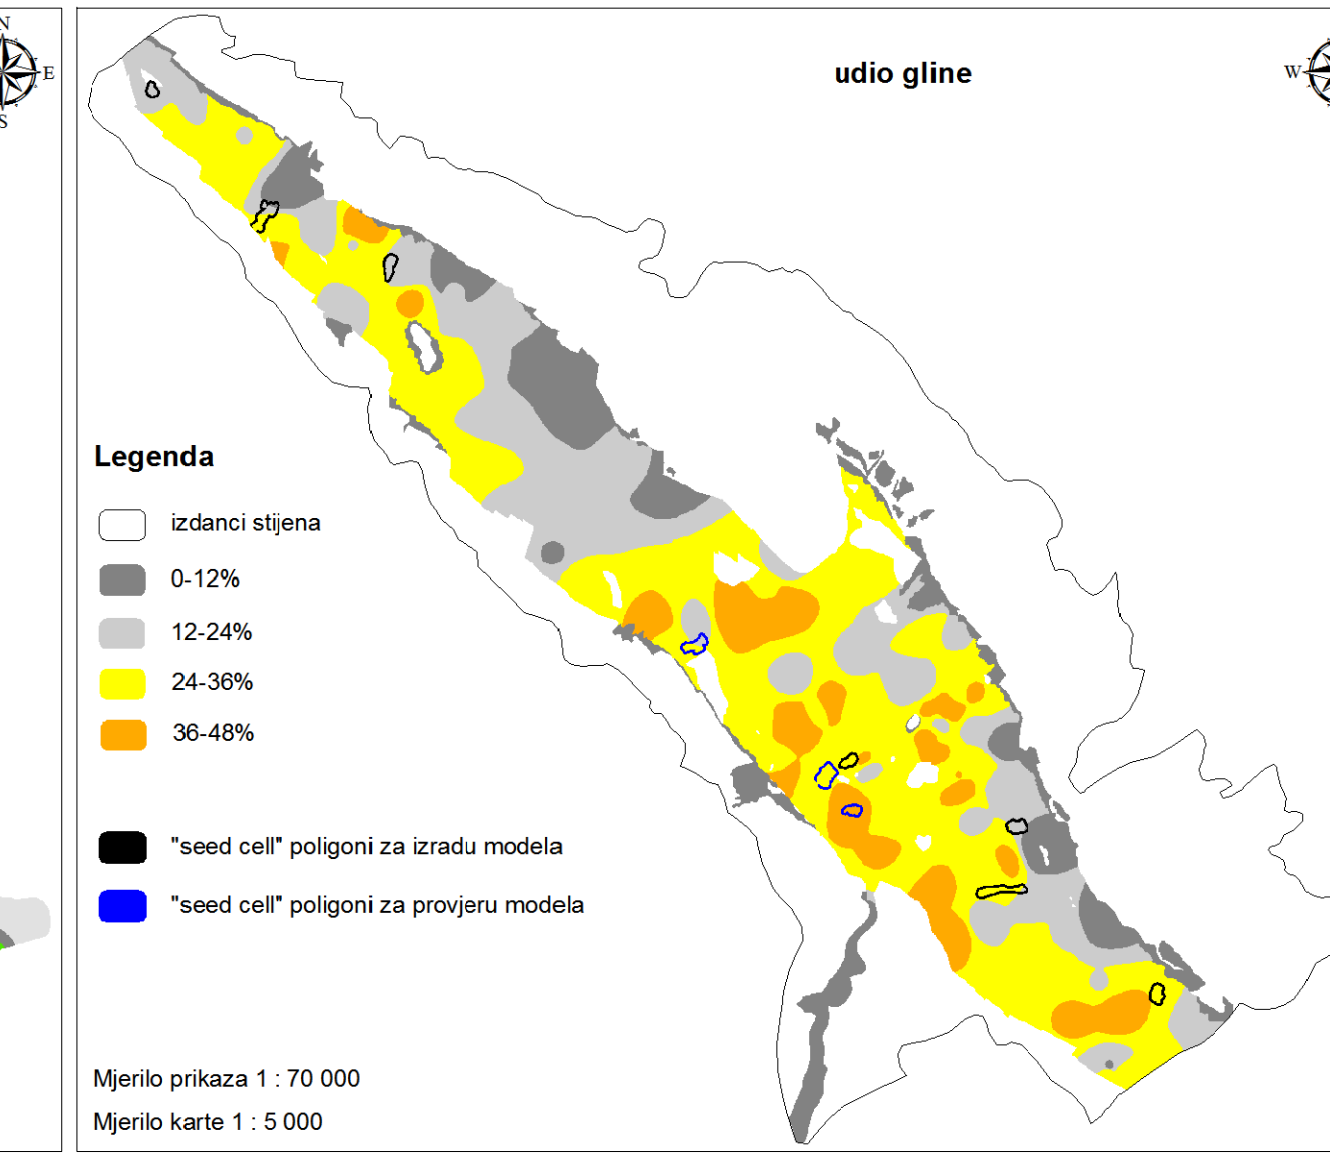 N
E
S
udio gline
W
Legenda
izdanci stijena
0-12%
12-24%
24-36%
36-48%
"seed cell" poligoni za izradu modela
"seed cell" poligoni za provjeru modela
Mjerilo prikaza 1 : 70 000
Mjerilo karte 1 : 5 000